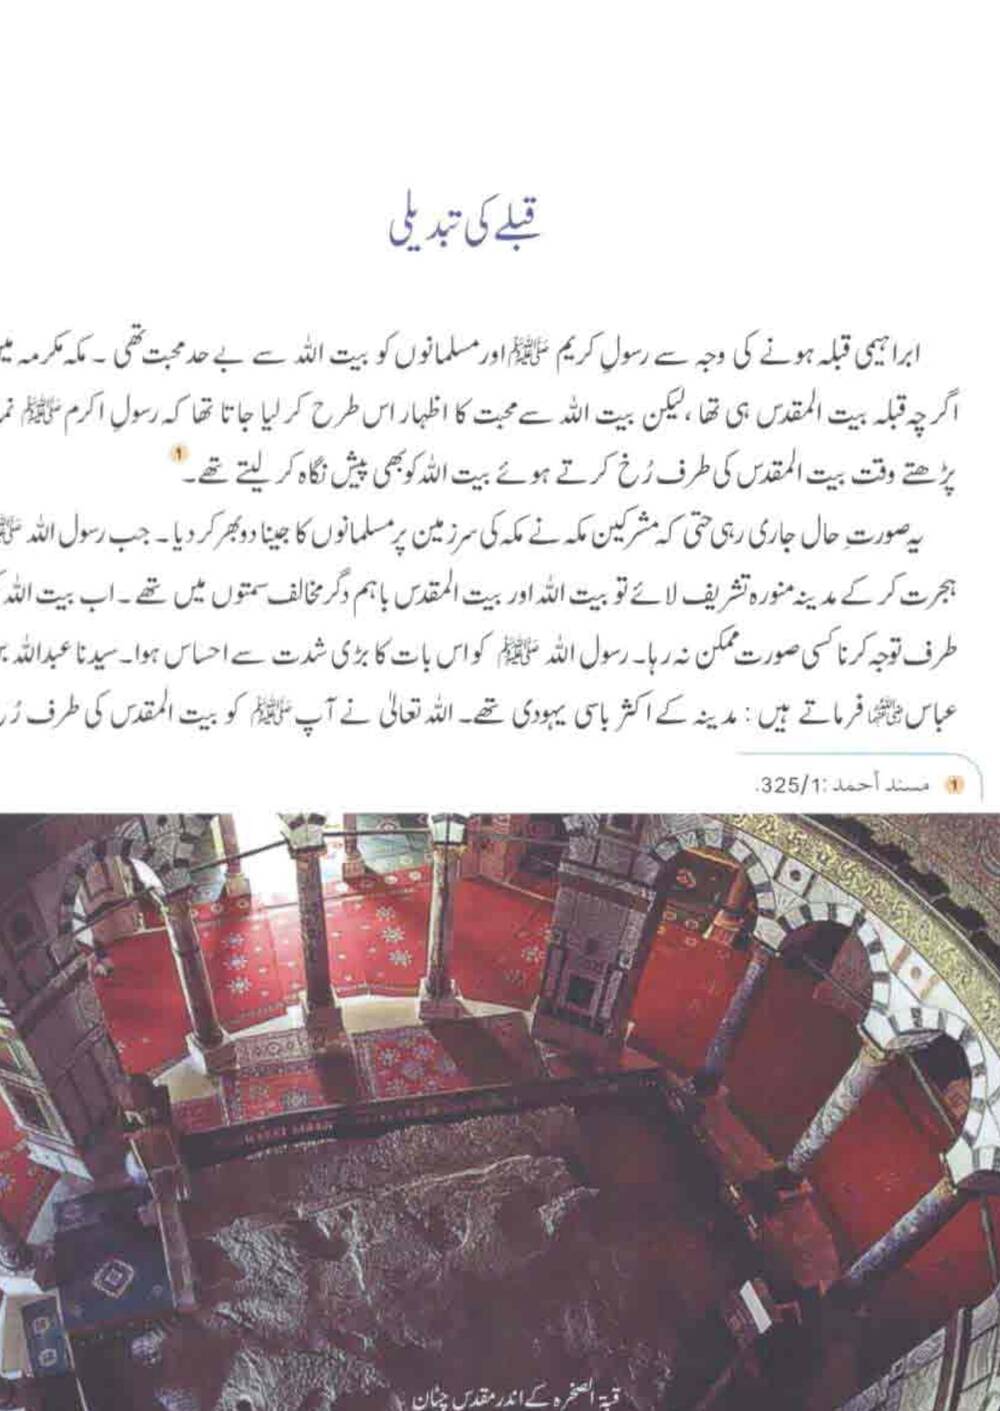 قبلے کی تبدیلی
ابراہیمی قبلہ ہونے کی وجہ سے رسولِ کریم ﷺ اور مسلمانوں کو بیت اللہ سے بے حد محبت تھی ۔ مکہ مکرمہ میں
اگرچہ قبلہ بیت المقدس ہی تھا ،لیکن بیت اللہ سے محبت کا اظہار اس طرح کر لیا جاتا تھا کہ رسولِ اکرم ﷺ
پڑھتے وقت بیت المقدس کی طرف رُخ کرتے ہوئے بیت اللہ کو بھی پیش نگاہ کر لیتے تھے۔ ۱
یہ صورتِ حال جاری رہی حتی کہ مشرکین مکہ نے مکہ کی سرزمین پر مسلمانوں کا جینا دوبھر کر دیا۔ جب رسول اللہ ﷺ
ہجرت کر کے مدینہ منورہ تشریف لائے تو بیت اللہ اور بیت المقدس باہم دگر مخالف سمتوں میں تھے ۔ اب بیت اللہ
طرف توجہ کرنا کسی صورت ممکن نہ رہا۔ رسول اللہ ﷺ کو اس بات کا بڑی شدت سے احساس ہوا۔ سیدنا عبداللہ
عباس رضی اللہ عنہما فرماتے ہیں : مدینہ کے اکثر باسی یہودی تھے۔ اللہ تعالیٰ نے آپ ﷺ کو بیت المقدس کی طرف
۱ مسند أحمد :325/1.
قبۃ الصخرہ کے اندر مقدس چٹان